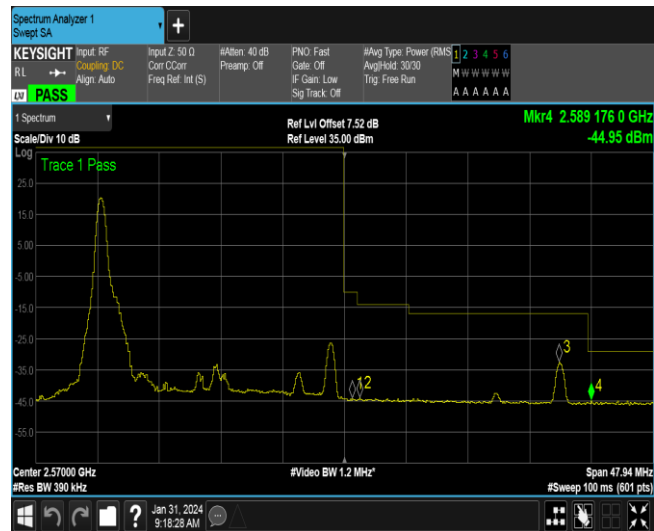 Spectrum Analyzer 1
Swept SA
+
KEYSIGHT
RL
LXI PASS
Input: RF
Coupling: DC
Align: Auto
Input Z: 50 Ω
Corr CCorr
Freq Ref: Int (S)
#Atten: 40 dB
Preamp: Off
PNO: Fast
Gate: Off
IF Gain: Low
Sig Track: Off
#Avg Type: Power (RMS
Avg|Hold: 30/30
Trig: Free Run
1 2 3 4 5 6
M W W W W W
A A A A A A
1 Spectrum
Scale/Div 10 dB
Ref Lvl Offset 7.52 dB
Ref Level 35.00 dBm
Mkr4 2.589 176 0 GHz
-44.95 dBm
Log
Trace 1 Pass
25.0
15.0
5.00
-5.00
-15.0
-25.0
-35.0
-45.0
-55.0
1 2
3
4
Center 2.57000 GHz
#Res BW 390 kHz
#Video BW 1.2 MHz*
Span 47.94 MHz
#Sweep 100 ms (601 pts)
?
Jan 31, 2024
9:18:28 AM